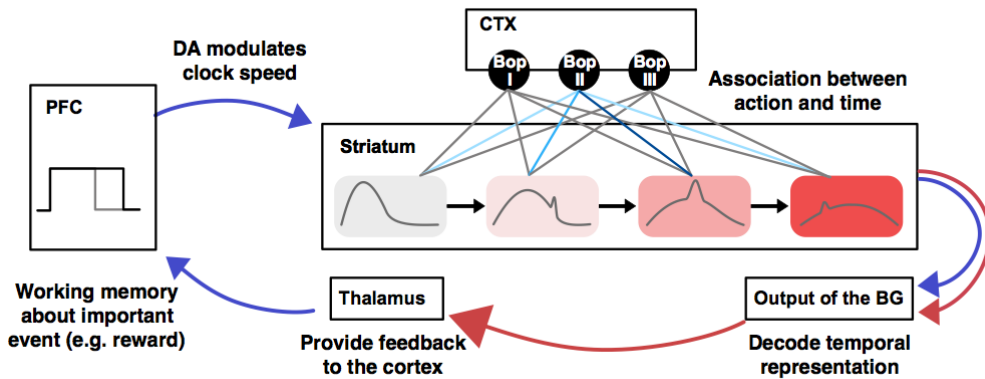 CTX
Bop
I
Bop
II
Bop
III
DA modulates
clock speed
PFC
Association between
action and time
Striatum
Working memory
about important
event (e.g. reward)
Thalamus
Provide feedback
to the cortex
Output of the BG
Decode temporal
representation